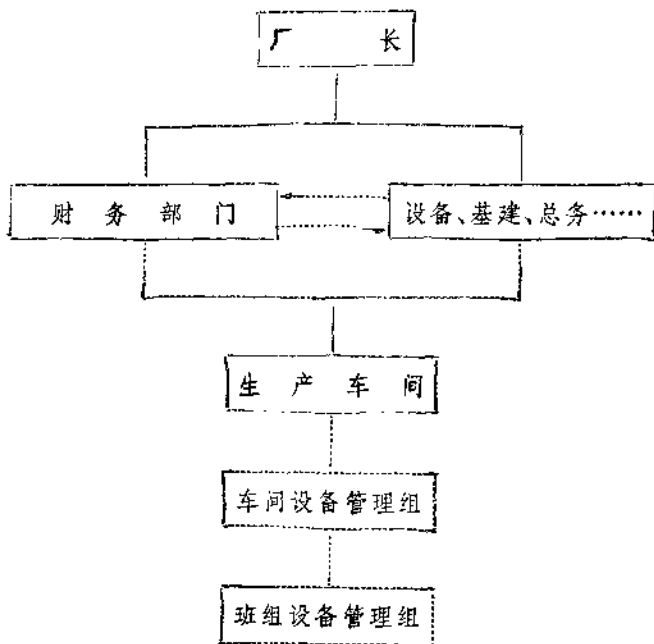 厂长
财务部门
设备、基建、总务……
生产车间
车间设备管理组
班组设备管理组